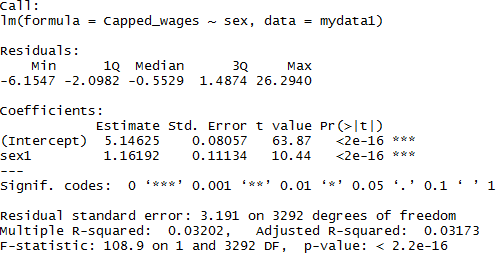 Call:
lm(formula = Capped_wages ~ sex, data = mydata1)
Residuals:
Min 1Q Median 3Q Max
-6.1547 -2.0982 -0.5529 1.4874 26.2940
Coefficients:
Estimate Std. Error t value Pr(>|t|)
(Intercept) 5.14625 0.08057 63.87 <2e-16 ***
sex1 1.16192 0.11134 10.44 <2e-16 ***
---
Signif. codes: 0 ‘***’ 0.001 ‘**’ 0.01 ‘*’ 0.05 ‘.’ 0.1 ‘ ’ 1
Residual standard error: 3.191 on 3292 degrees of freedom
Multiple R-squared: 0.03202, Adjusted R-squared: 0.03173
F-statistic: 108.9 on 1 and 3292 DF, p-value: < 2.2e-16